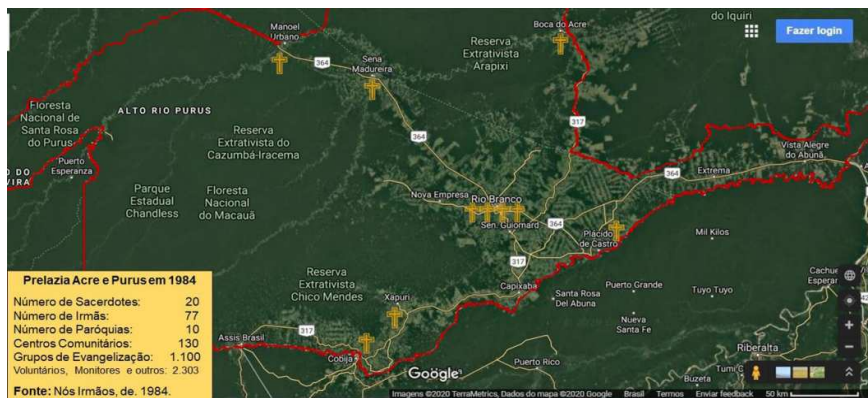 do Iquiri
Fazer login
Manoel
Urbano
364
Sena
Madureira
Boca do Acre
Reserva
Extrativista
Arapixi
Floresta
Nacional de
Santa Rosa
do Purus
ALTO RIO PURUS
364
317
Reserva
Extrativista do
Cazumbá-Iracema
Vista Alegre
do Abunã
Puerto
Esperanza
Parque
Estadual
Chandless
Floresta
Nacional
do Macauã
Nova Empresa
Rio Branco
Extrema
364
364
Sen. Guiomard
Plácido
de Castro
Mil Kilos
317
Reserva
Extrativista
Chico Mendes
Capixaba
Santa Rosa
Del Abuna
Puerto Grande
Tuyo Tuyo
Xapuri
Nueva
Santa Fe
317
Assis Brasil
Cobija
Puerto Rico
Riberalta
Buzeta
Prelazia Acre e Purus em 1984
Número de Sacerdotes: 20
Número de Irmãs: 77
Número de Paróquias: 10
Centros Comunitários: 130
Grupos de Evangelização: 1.100
Voluntários, Monitores e outros: 2.303
Fonte: Nós Irmãos, de. 1984.
Google
Imagens ©2020 TerraMetrics, Dados do mapa ©2020 Google Brasil Termos Enviar feedback 50 km